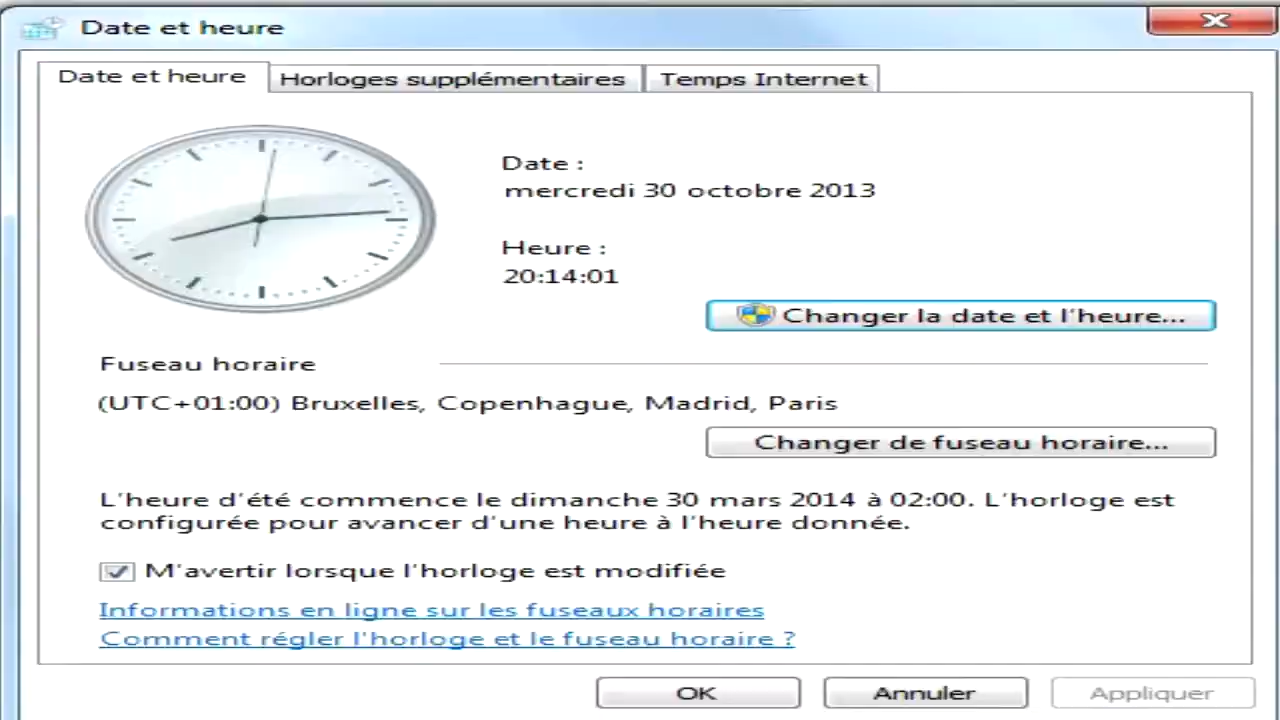 Date et heure
Date et heure
Horloges supplémentaires
Temps Internet
Date :
mercredi 30 octobre 2013
Heure :
20:14:01
Changer la date et l'heure...
Fuseau horaire
(UTC+01:00) Bruxelles, Copenhague, Madrid, Paris
Changer de fuseau horaire...
L'heure d'été commence le dimanche 30 mars 2014 à 02:00. L'horloge est
configurée pour avancer d'une heure à l'heure donnée.
M'avertir lorsque l'horloge est modifiée
Informations en ligne sur les fuseaux horaires
Comment régler l'horloge et le fuseau horaire ?
OK
Annuler
Appliquer